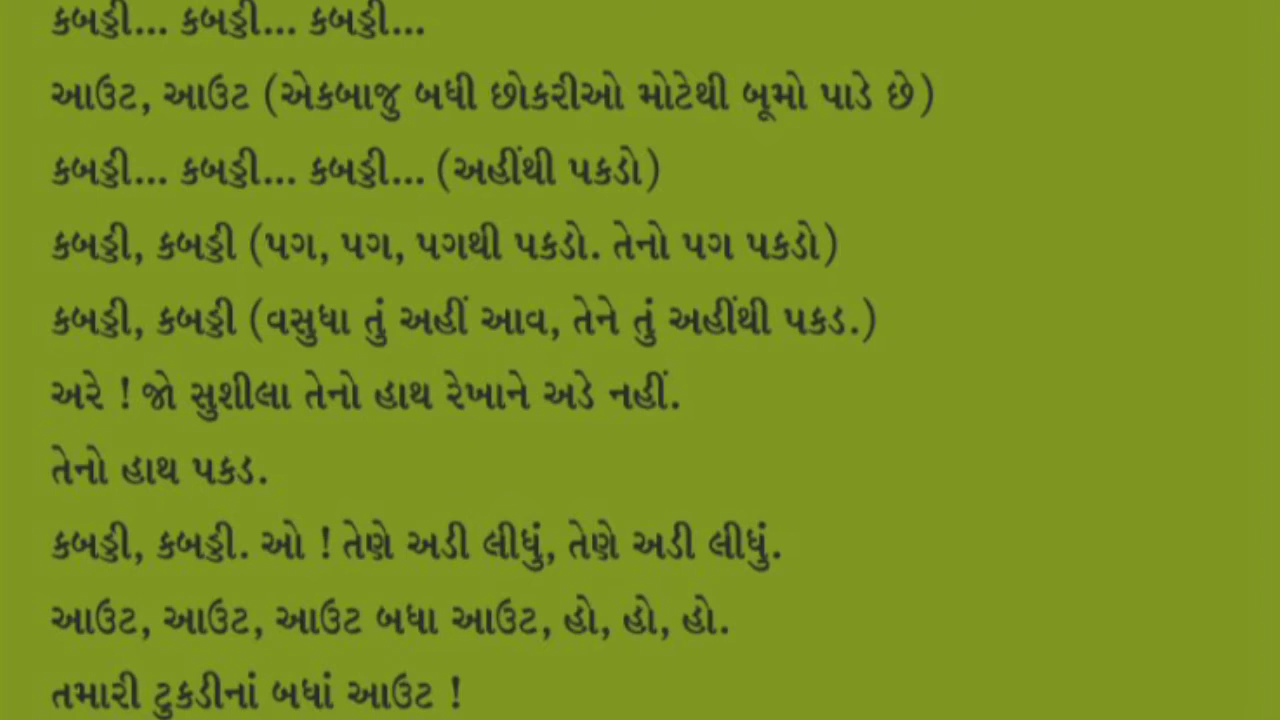 કબડ્ડી... કબડ્ડી... કબડ્ડી...
આઉટ, આઉટ (એકબાજુ બધી છોકરીઓ મોટેથી બૂમો પાડે છે)
કબડ્ડી... કબડ્ડી... કબડ્ડી... (અહીંથી પકડો)
કબડ્ડી, કબડ્ડી (પગ, પગ, પગથી પકડો. તેનો પગ પકડો)
કબડ્ડી, કબડ્ડી (વસુધા તું અહીં આવ, તેને તું અહીંથી પકડ.)
અરે ! જો સુશીલા તેનો હાથ રેખાને અડે નહીં.
તેનો હાથ પકડ.
કબડ્ડી, કબડ્ડી. ઓ ! તેણે અડી લીધું, તેણે અડી લીધું.
આઉટ, આઉટ, આઉટ બધા આઉટ, હો, હો, હો.
તમારી ટુકડીનાં બધાં આઉટ !